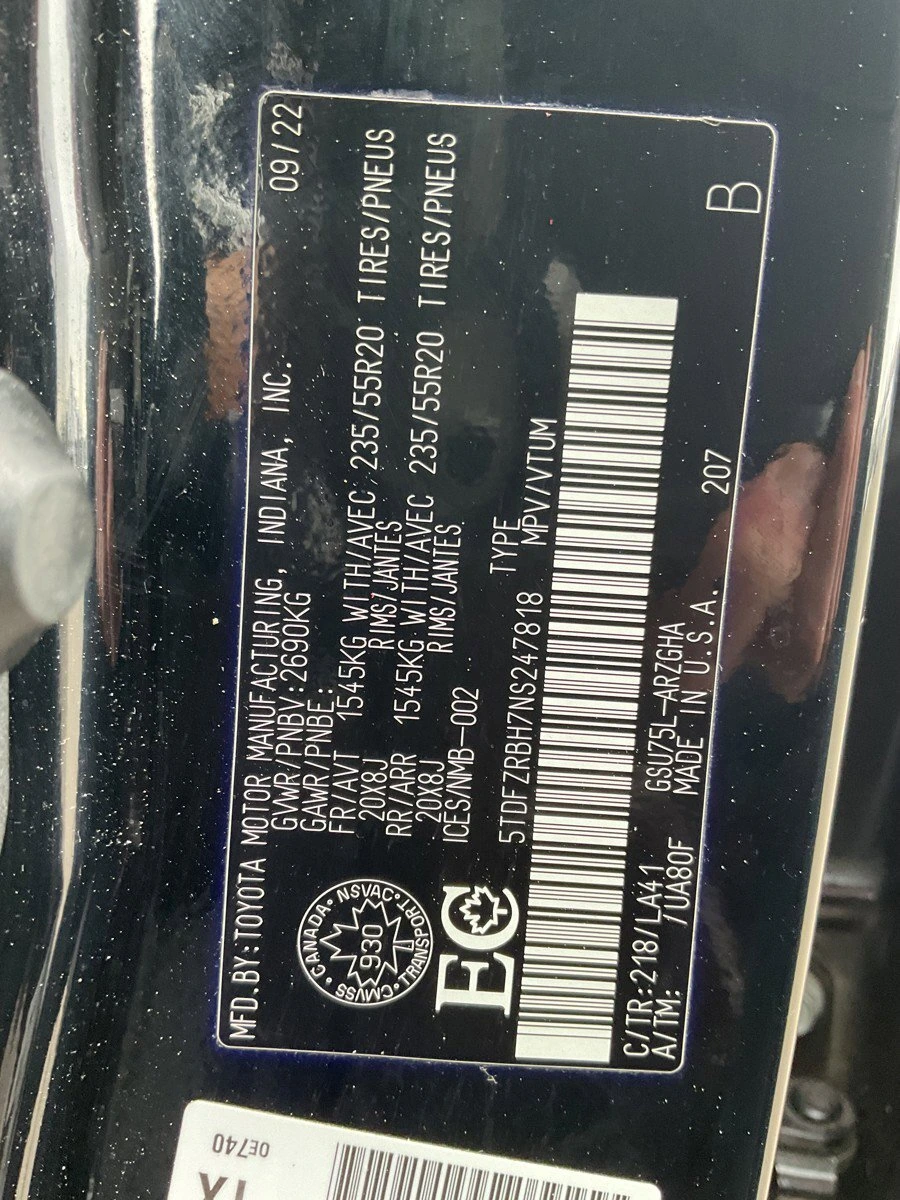 MFD.BY:TOYOTA MOTOR MANUFACTURING, INDIANA, INC. 09/22
GVWR/PNBV:2690KG
GAWR/PNBE:
FR/AVT 1545KG WITH/AVEC 235/55R20 TIRES/PNEUS
20X8J RIMS/JANTES
RR/ARR 1545KG WITH/AVEC 235/55R20 TIRES/PNEUS
20X8J RIMS/JANTES
ICES/NMB-002
CANADA • NSVAC • TRANSPORT • CMVSS •
930
EC
5TDFZRBH7NS247818 TYPE MPV/VTUM
C/TR:218/LA41 GSU75L-ARZGHA
A/TM: /UA80F MADE IN U.S.A. 207 B
0E740